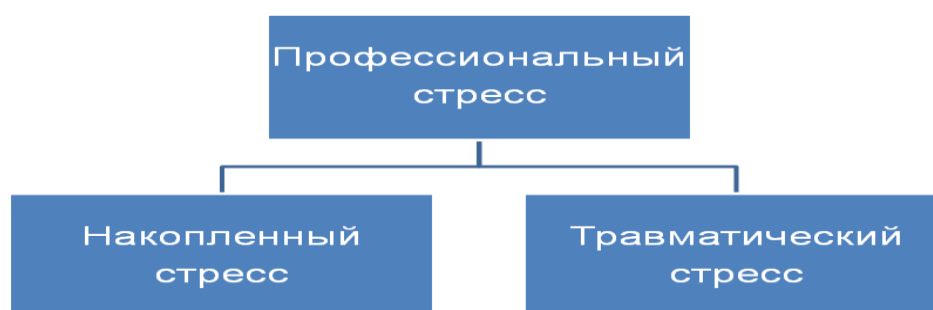 Профессиональный
стресс
Накопленный
стресс
Травматический
стресс